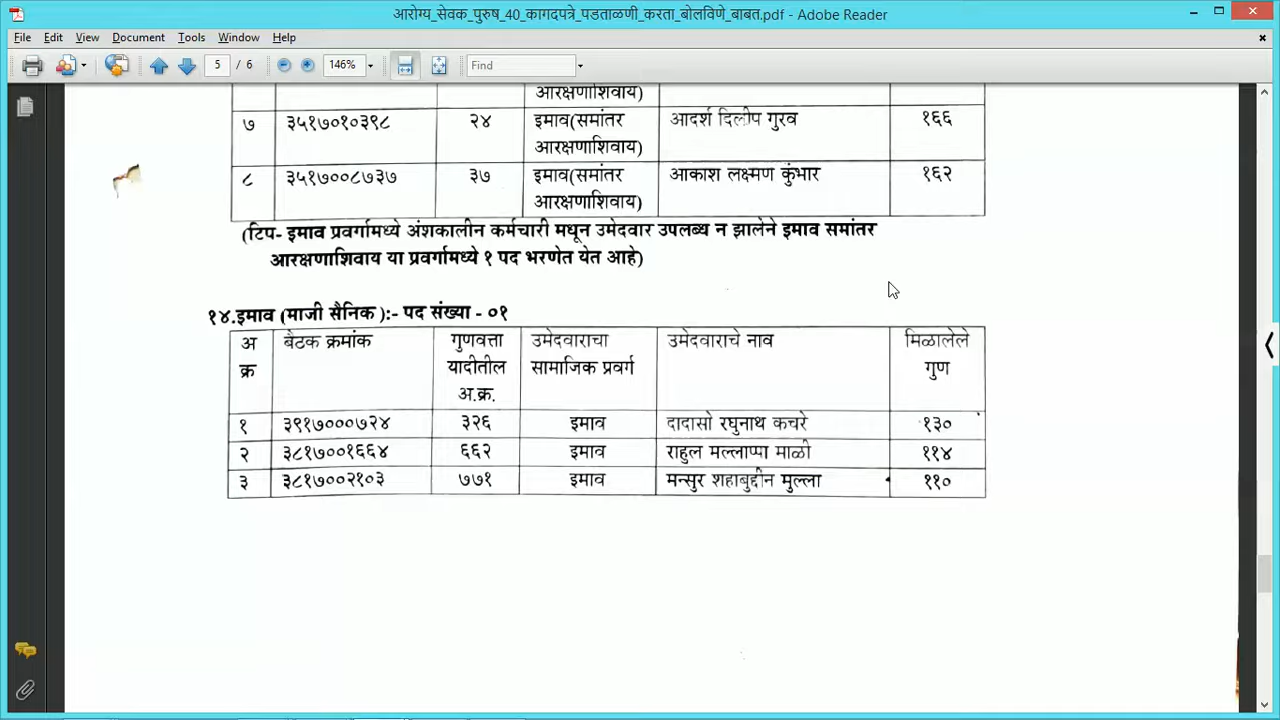 आरोग्य_सेवक_पुरुष_40_कागदपत्रे_पडताळणी_करता_बोलविणे_बाबत.pdf - Adobe Reader
File Edit View Document Tools Window Help
5 / 6 146% Find
आरक्षणाशिवाय)
७ ३५१७०१०३९८ २४ इमाव(समांतर आदर्श दिलीप गुरव १६६
आरक्षणाशिवाय)
८ ३५१७००८७३७ ३७ इमाव(समांतर आकाश लक्ष्मण कुंभार १६२
आरक्षणाशिवाय)
(टिप- इमाव प्रवर्गामध्ये अंशकालीन कर्मचारी मधून उमेदवार उपलब्ध न झालेने इमाव समांतर
आरक्षणाशिवाय या प्रवर्गामध्ये १ पद भरणेत येत आहे)
१४.इमाव (माजी सैनिक ):- पद संख्या - ०१
अ बैठक क्रमांक गुणवत्ता उमेदवाराचा उमेदवाराचे नाव मिळालेले
क्र यादीतील सामाजिक प्रवर्ग गुण
अ.क्र.
१ ३९१७०००७२४ ३२६ इमाव दादासो रघुनाथ कचरे १३०
२ ३८१७००१६६४ ६६२ इमाव राहुल मल्लाप्पा माळी ११४
३ ३८१७००२१०३ ७७१ इमाव मन्सुर शहाबुद्दीन मुल्ला ११०